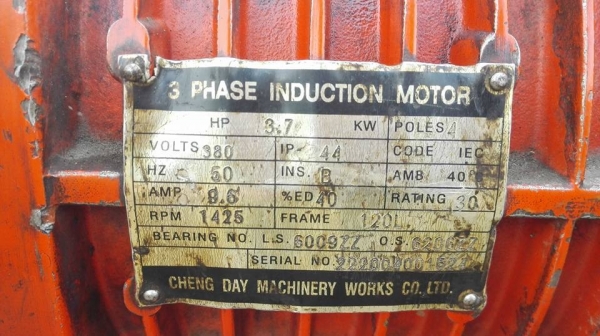 3 PHASE INDUCTION MOTOR
HP 3.7 KW POLES 4
VOLTS 380 IP 44 CODE IEC
HZ 50 INS. B AMB 40
AMP 9.6 %ED 40 RATING 30
RPM 1425 FRAME 120L
BEARING NO. L.S. 6009ZZ O.S.
SERIAL NO.
CHENG DAY MACHINERY WORKS CO., LTD.